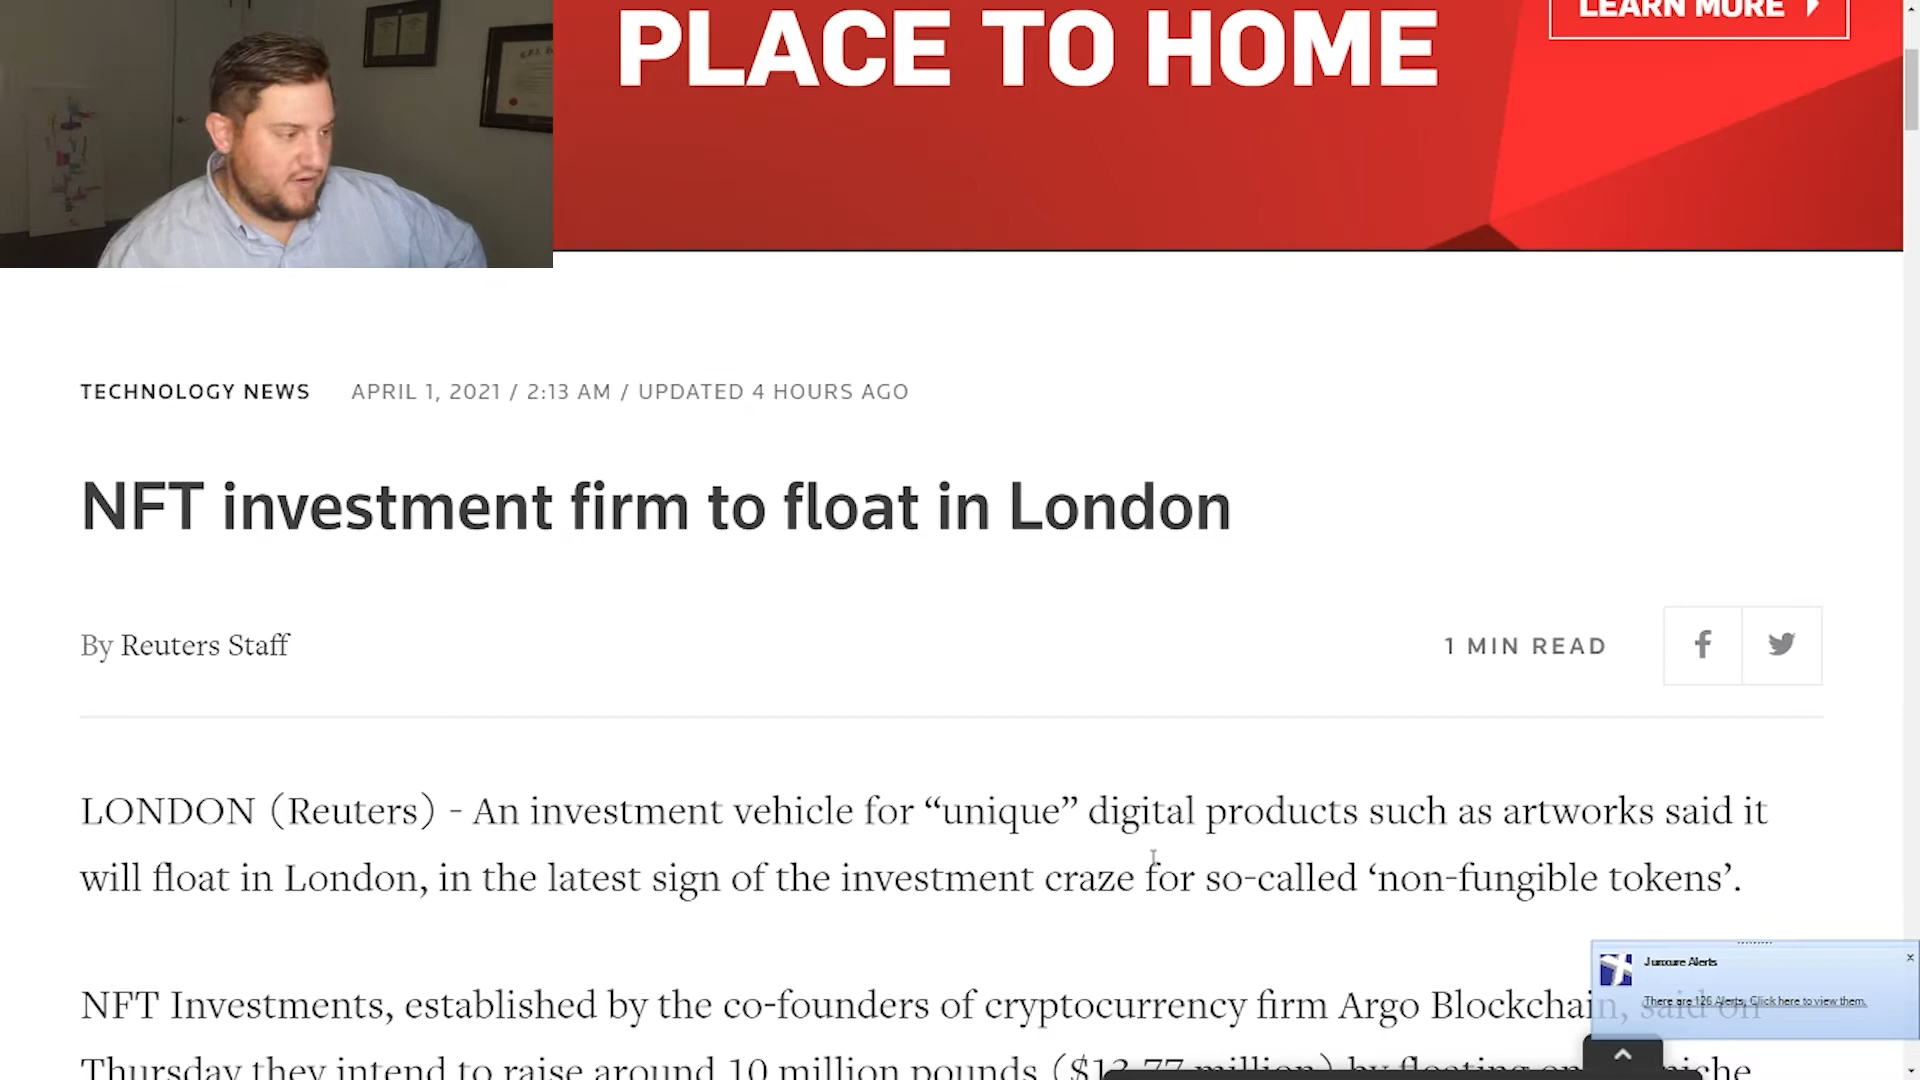 PLACE TO HOME
LEARN MORE
TECHNOLOGY NEWS APRIL 1, 2021 / 2:13 AM / UPDATED 4 HOURS AGO
NFT investment firm to float in London
By Reuters Staff
1 MIN READ
LONDON (Reuters) - An investment vehicle for “unique” digital products such as artworks said it
will float in London, in the latest sign of the investment craze for so-called ‘non-fungible tokens’.
NFT Investments, established by the co-founders of cryptocurrency firm Argo Blockchain, said on
Thursday they intend to raise around 10 million pounds ($13.77 million) by floating on niche
Junxure Alerts
There are 126 Alerts, Click here to view them.